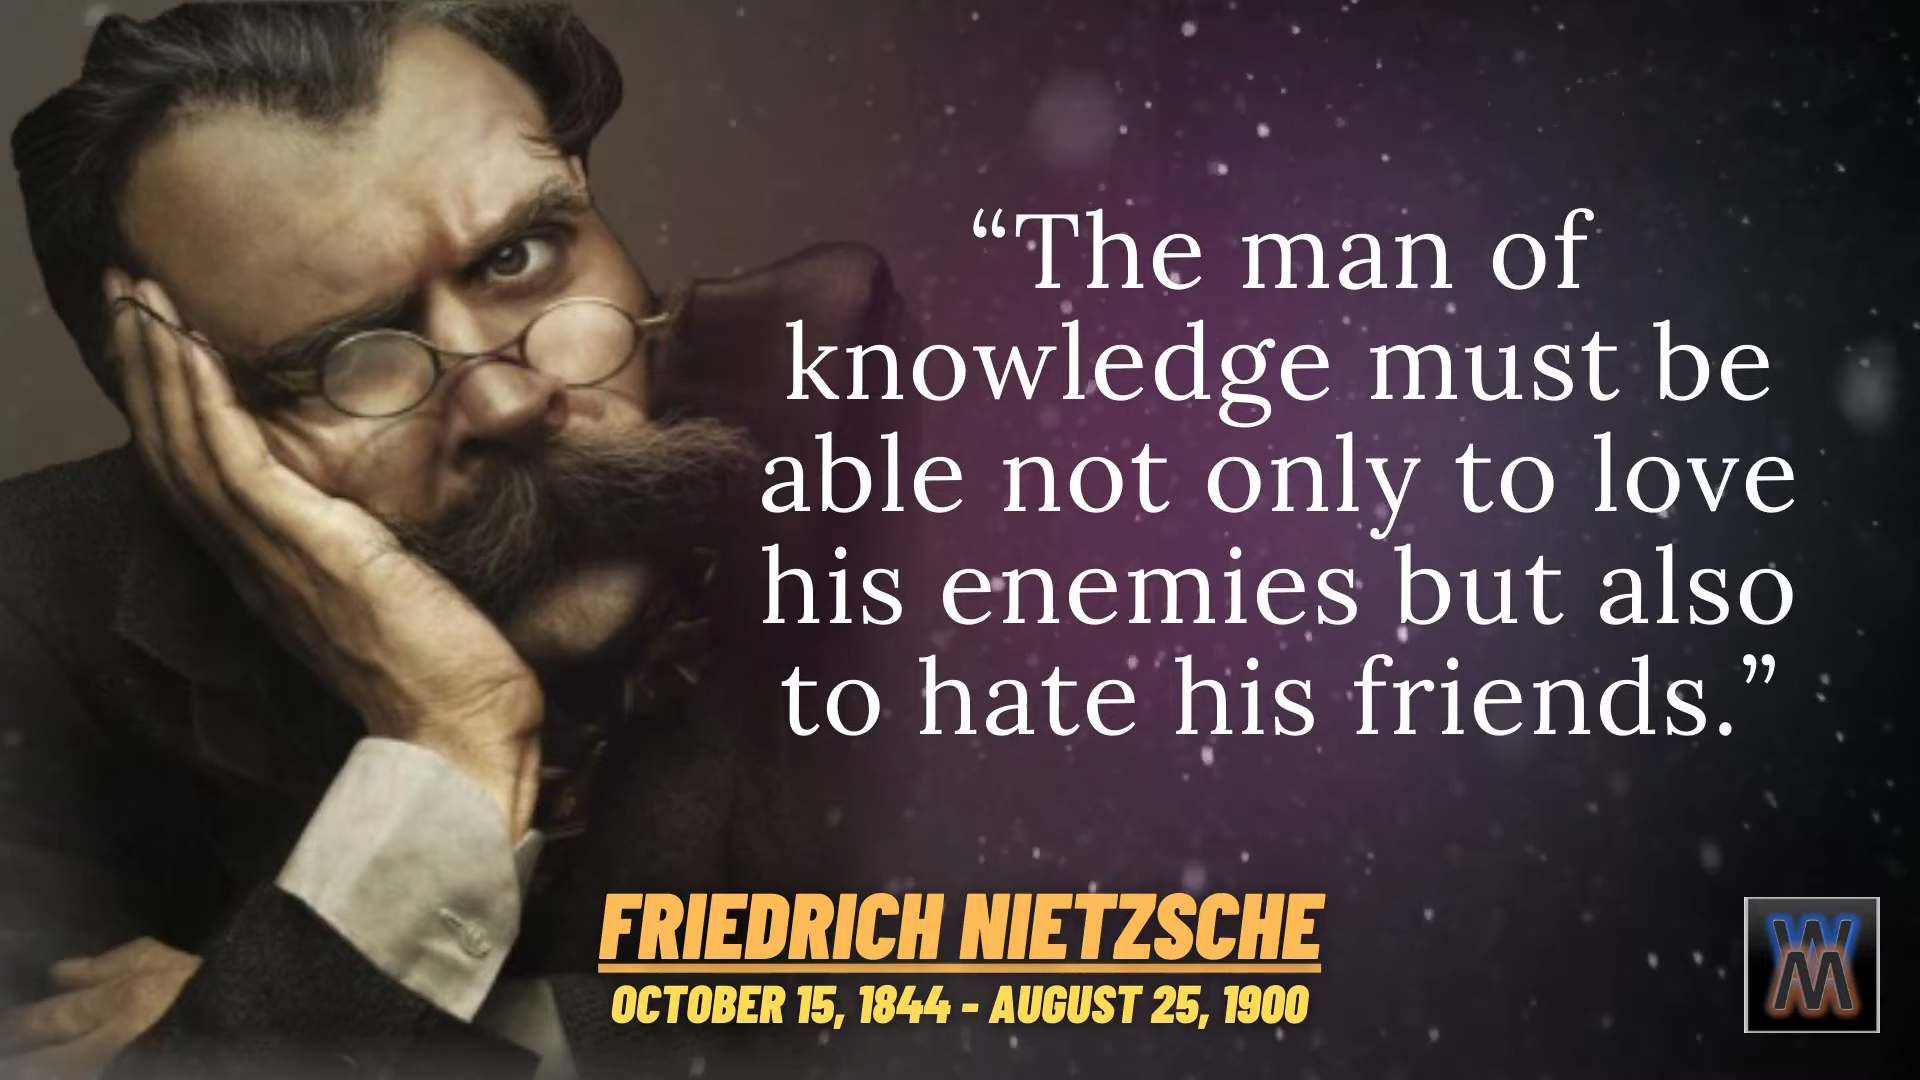 “The man of
knowledge must be
able not only to love
his enemies but also
to hate his friends.”
FRIEDRICH NIETZSCHE
OCTOBER 15, 1844 - AUGUST 25, 1900
WM